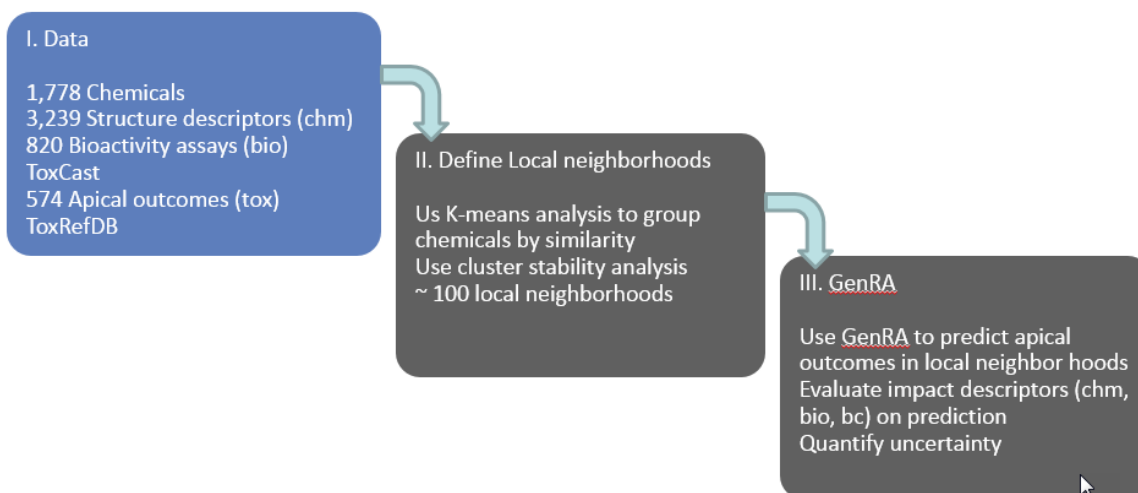 I. Data
1,778 Chemicals
3,239 Structure descriptors (chm)
820 Bioactivity assays (bio)
ToxCast
574 Apical outcomes (tox)
ToxRefDB
II. Define Local neighborhoods
Us K-means analysis to group
chemicals by similarity
Use cluster stability analysis
~ 100 local neighborhoods
III. GenRA
Use GenRA to predict apical
outcomes in local neighbor hoods
Evaluate impact descriptors (chm,
bio, bc) on prediction
Quantify uncertainty